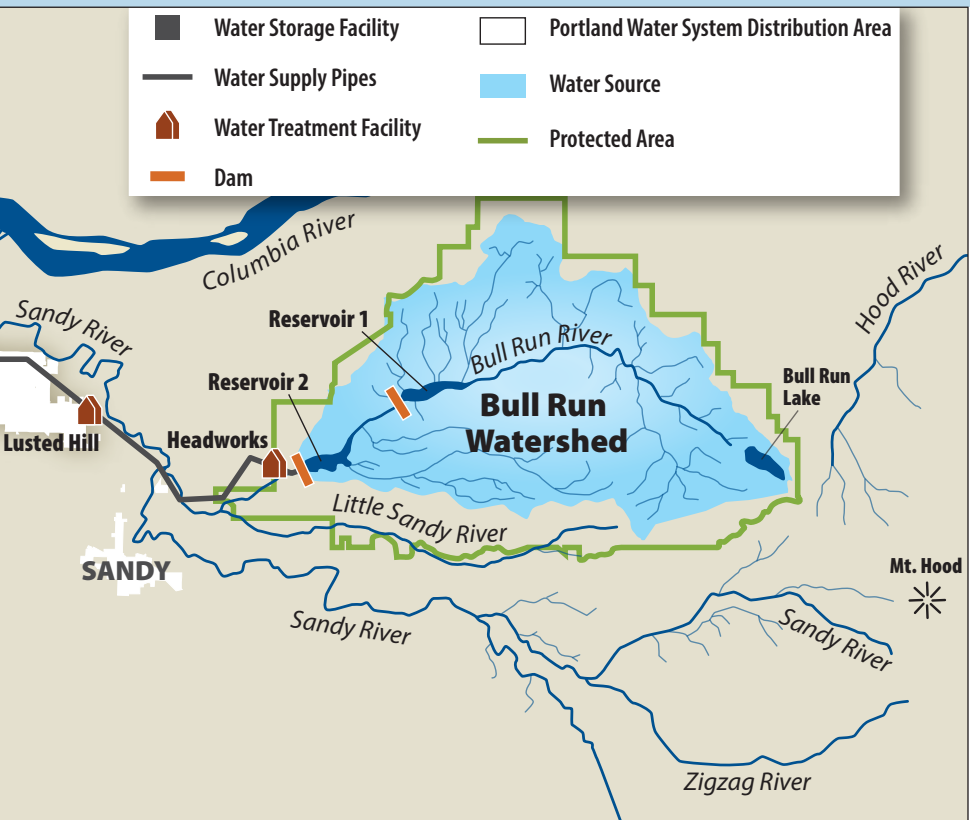 Water Storage Facility
Water Supply Pipes
Water Treatment Facility
Dam
Portland Water System Distribution Area
Water Source
Protected Area
Columbia River
Sandy River
Hood River
Reservoir 1
Bull Run River
Reservoir 2
Bull Run
Lake
Bull Run
Watershed
Lusted Hill
Headworks
Little Sandy River
SANDY
Mt. Hood
Sandy River
Sandy River
Zigzag River